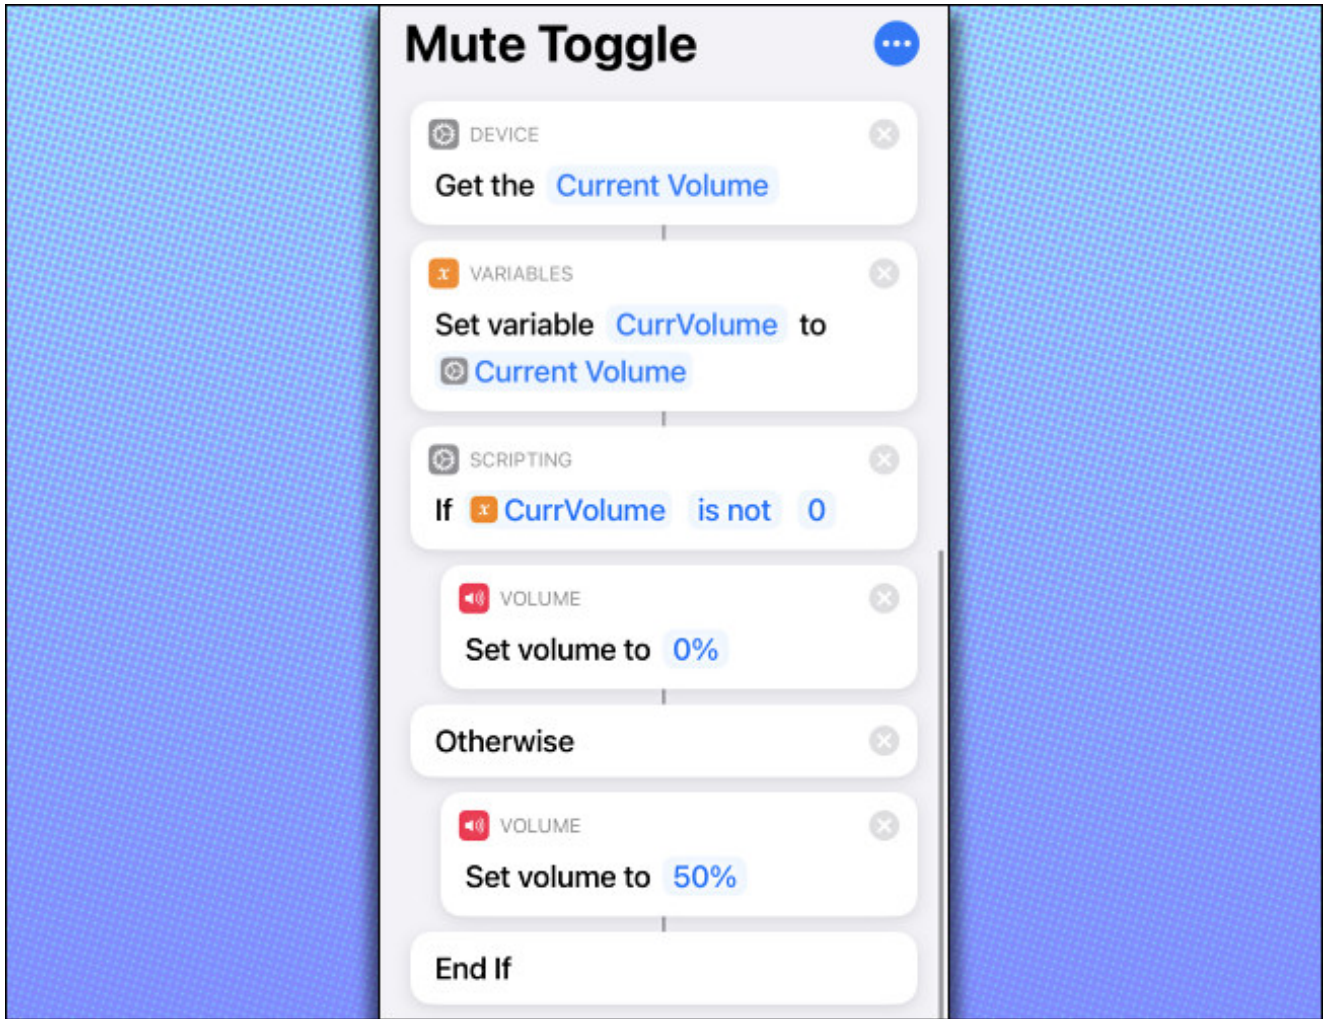 Mute Toggle
DEVICE
Get the Current Volume
VARIABLES
Set variable CurrVolume to
Current Volume
SCRIPTING
If CurrVolume is not 0
VOLUME
Set volume to 0%
Otherwise
VOLUME
Set volume to 50%
End If